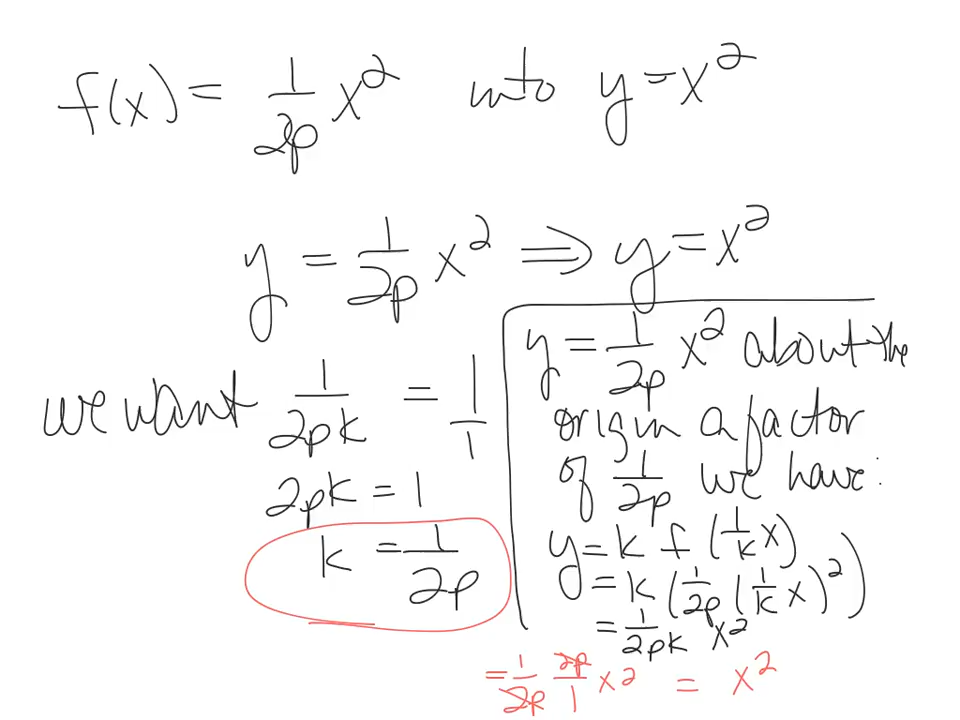 f(x) = 1/2p x² into y = x²
y = 1/2p x² ⟹ y = x²
we want 1/2pk = 1/1
2pk = 1
k = 1/2p
y = 1/2p x² about the
origin a factor
of 1/2p we have:
y = k f(1/k x)
= k(1/2p (1/k x)²)
= 1/2pk x²
= 1/2p 2p/1 x² = x²